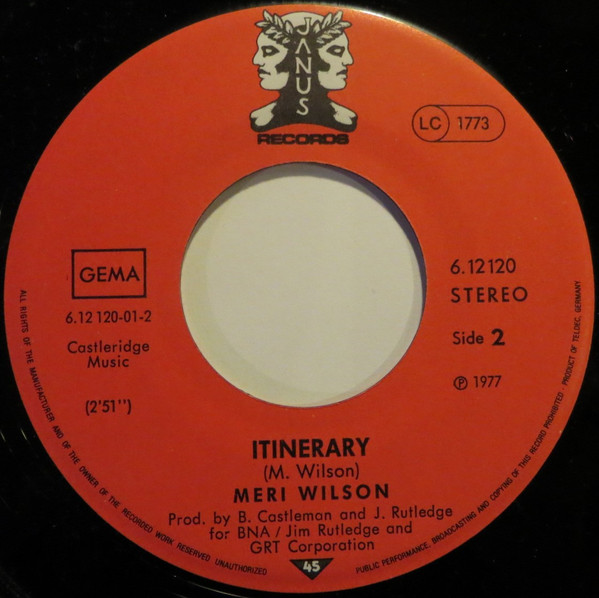 JANUS
RECORDS
LC 1773
GEMA
6.12 120-01-2
Castleridge
Music
(2'51")
6.12120
STEREO
Side 2
℗ 1977
ITINERARY
(M. Wilson)
MERI WILSON
Prod. by B. Castleman and J. Rutledge
for BNA / Jim Rutledge and
GRT Corporation
45
ALL RIGHTS OF THE MANUFACTURER AND OF THE OWNER OF THE RECORDED WORK RESERVED UNAUTHORIZED
PUBLIC PERFORMANCE, BROADCASTING AND COPYING OF THIS RECORD PROHIBITED · PRODUCT OF TELDEC, GERMANY